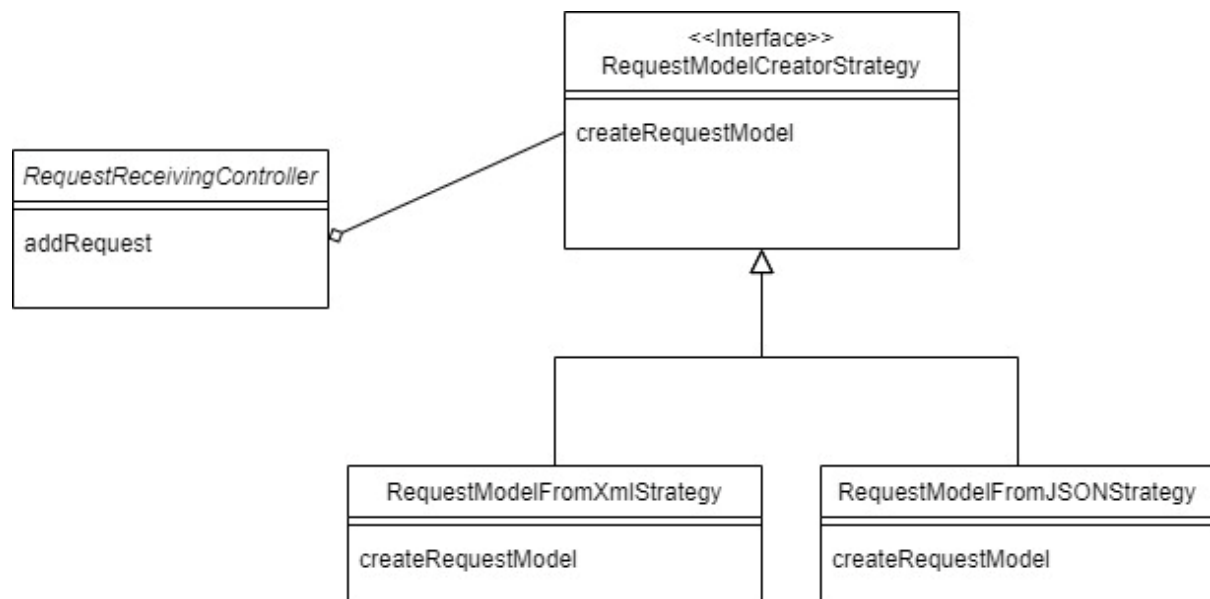 <<Interface>>
RequestModelCreatorStrategy
createRequestModel
RequestReceivingController
addRequest
RequestModelFromXmlStrategy
createRequestModel
RequestModelFromJSONStrategy
createRequestModel